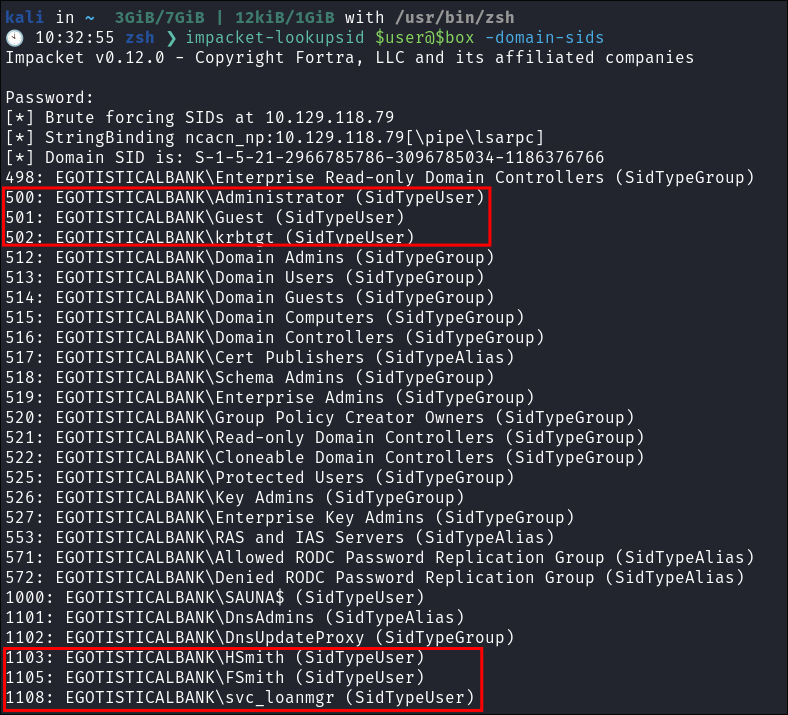 kali in ~  3GiB/7GiB | 12kiB/1GiB with /usr/bin/zsh
🕙 10:32:55 zsh ❯ impacket-lookupsid $user@$box -domain-sids
Impacket v0.12.0 - Copyright Fortra, LLC and its affiliated companies
Password:
[*] Brute forcing SIDs at 10.129.118.79
[*] StringBinding ncacn_np:10.129.118.79[\pipe\lsarpc]
[*] Domain SID is: S-1-5-21-2966785786-3096785034-1186376766
498: EGOTISTICALBANK\Enterprise Read-only Domain Controllers (SidTypeGroup)
500: EGOTISTICALBANK\Administrator (SidTypeUser)
501: EGOTISTICALBANK\Guest (SidTypeUser)
502: EGOTISTICALBANK\krbtgt (SidTypeUser)
512: EGOTISTICALBANK\Domain Admins (SidTypeGroup)
513: EGOTISTICALBANK\Domain Users (SidTypeGroup)
514: EGOTISTICALBANK\Domain Guests (SidTypeGroup)
515: EGOTISTICALBANK\Domain Computers (SidTypeGroup)
516: EGOTISTICALBANK\Domain Controllers (SidTypeGroup)
517: EGOTISTICALBANK\Cert Publishers (SidTypeAlias)
518: EGOTISTICALBANK\Schema Admins (SidTypeGroup)
519: EGOTISTICALBANK\Enterprise Admins (SidTypeGroup)
520: EGOTISTICALBANK\Group Policy Creator Owners (SidTypeGroup)
521: EGOTISTICALBANK\Read-only Domain Controllers (SidTypeGroup)
522: EGOTISTICALBANK\Cloneable Domain Controllers (SidTypeGroup)
525: EGOTISTICALBANK\Protected Users (SidTypeGroup)
526: EGOTISTICALBANK\Key Admins (SidTypeGroup)
527: EGOTISTICALBANK\Enterprise Key Admins (SidTypeGroup)
553: EGOTISTICALBANK\RAS and IAS Servers (SidTypeAlias)
571: EGOTISTICALBANK\Allowed RODC Password Replication Group (SidTypeAlias)
572: EGOTISTICALBANK\Denied RODC Password Replication Group (SidTypeAlias)
1000: EGOTISTICALBANK\SAUNA$ (SidTypeUser)
1101: EGOTISTICALBANK\DnsAdmins (SidTypeAlias)
1102: EGOTISTICALBANK\DnsUpdateProxy (SidTypeGroup)
1103: EGOTISTICALBANK\HSmith (SidTypeUser)
1105: EGOTISTICALBANK\FSmith (SidTypeUser)
1108: EGOTISTICALBANK\svc_loanmgr (SidTypeUser)